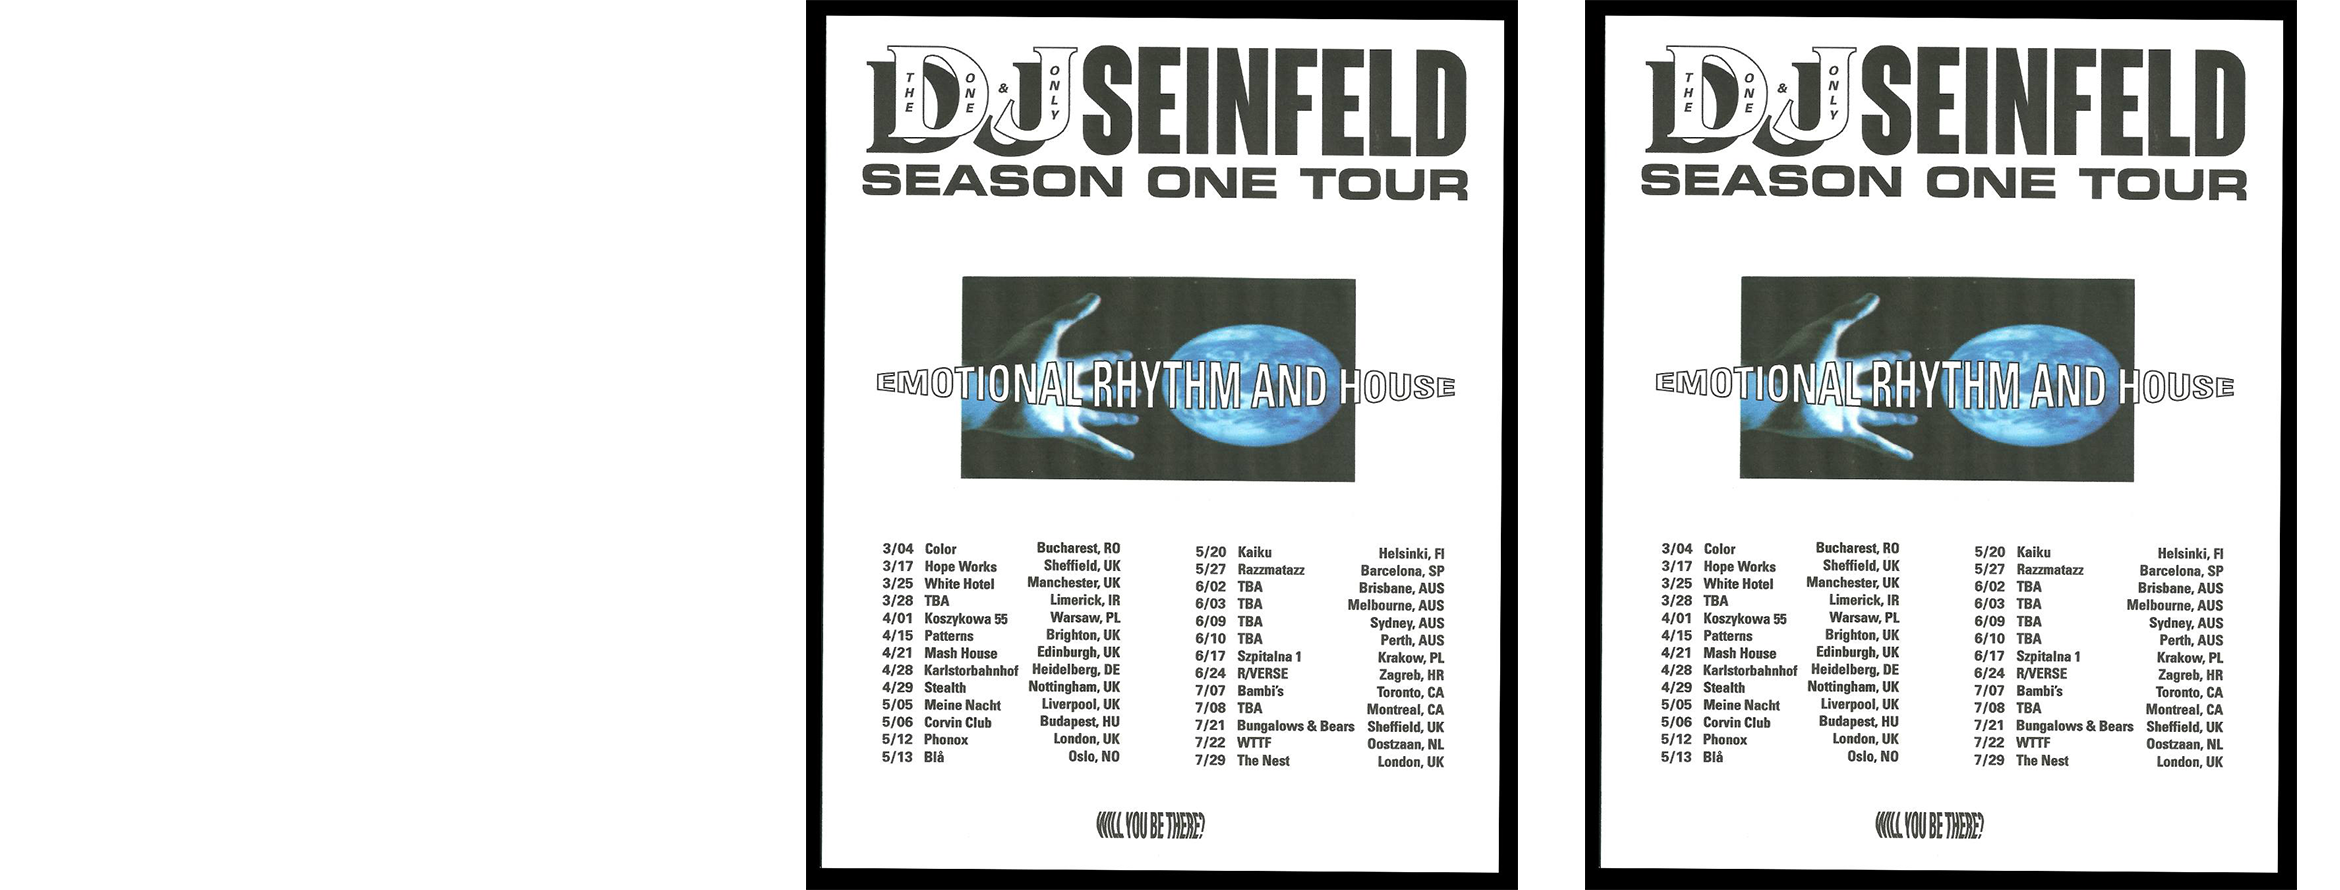 THE ONE & ONLY
DJ SEINFELD
SEASON ONE TOUR
EMOTIONAL RHYTHM AND HOUSE
3/04 Color Bucharest, RO
3/17 Hope Works Sheffield, UK
3/25 White Hotel Manchester, UK
3/28 TBA Limerick, IR
4/01 Koszykowa 55 Warsaw, PL
4/15 Patterns Brighton, UK
4/21 Mash House Edinburgh, UK
4/28 Karlstorbahnhof Heidelberg, DE
4/29 Stealth Nottingham, UK
5/05 Meine Nacht Liverpool, UK
5/06 Corvin Club Budapest, HU
5/12 Phonox London, UK
5/13 Blå Oslo, NO
5/20 Kaiku Helsinki, FI
5/27 Razzmatazz Barcelona, SP
6/02 TBA Brisbane, AUS
6/03 TBA Melbourne, AUS
6/09 TBA Sydney, AUS
6/10 TBA Perth, AUS
6/17 Szpitalna 1 Krakow, PL
6/24 R/VERSE Zagreb, HR
7/07 Bambi's Toronto, CA
7/08 TBA Montreal, CA
7/21 Bungalows & Bears Sheffield, UK
7/22 WTTF Oostzaan, NL
7/29 The Nest London, UK
WILL YOU BE THERE?
THE ONE & ONLY
DJ SEINFELD
SEASON ONE TOUR
EMOTIONAL RHYTHM AND HOUSE
3/04 Color Bucharest, RO
3/17 Hope Works Sheffield, UK
3/25 White Hotel Manchester, UK
3/28 TBA Limerick, IR
4/01 Koszykowa 55 Warsaw, PL
4/15 Patterns Brighton, UK
4/21 Mash House Edinburgh, UK
4/28 Karlstorbahnhof Heidelberg, DE
4/29 Stealth Nottingham, UK
5/05 Meine Nacht Liverpool, UK
5/06 Corvin Club Budapest, HU
5/12 Phonox London, UK
5/13 Blå Oslo, NO
5/20 Kaiku Helsinki, FI
5/27 Razzmatazz Barcelona, SP
6/02 TBA Brisbane, AUS
6/03 TBA Melbourne, AUS
6/09 TBA Sydney, AUS
6/10 TBA Perth, AUS
6/17 Szpitalna 1 Krakow, PL
6/24 R/VERSE Zagreb, HR
7/07 Bambi's Toronto, CA
7/08 TBA Montreal, CA
7/21 Bungalows & Bears Sheffield, UK
7/22 WTTF Oostzaan, NL
7/29 The Nest London, UK
WILL YOU BE THERE?